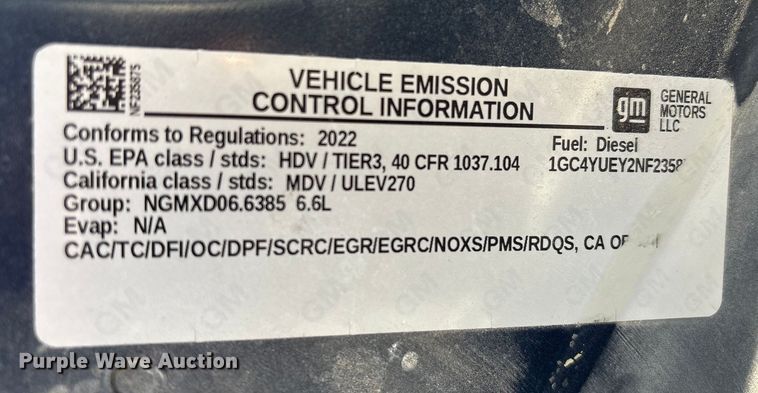 NF235875
VEHICLE EMISSION
CONTROL INFORMATION
gm
GENERAL
MOTORS
LLC
Conforms to Regulations: 2022
Fuel: Diesel
U.S. EPA class / stds: HDV / TIER3, 40 CFR 1037.104
California class / stds: MDV / ULEV270
Group: NGMXD06.6385 6.6L
Evap: N/A
CAC/TC/DFI/OC/DPF/SCRC/EGR/EGRC/NOXS/PMS/RDQS, CA
Purple Wave Auction